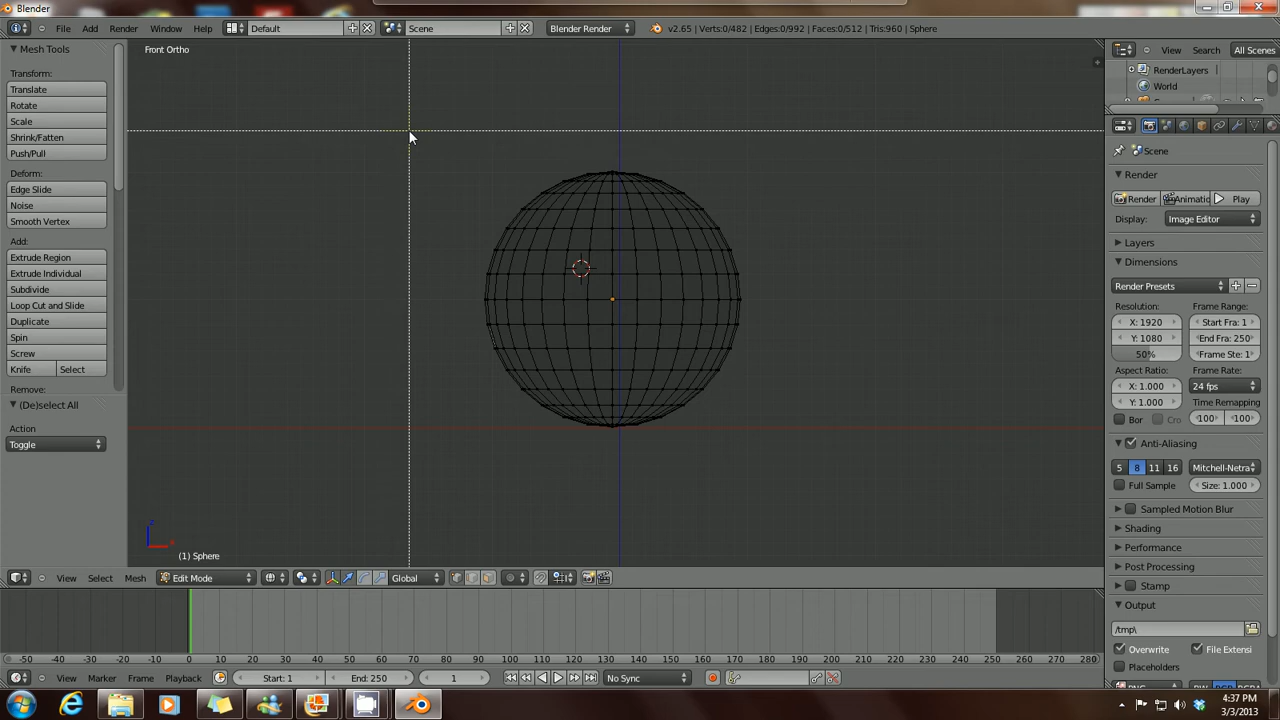 Blender
File Add Render Window Help Default Scene Blender Render v2.65 | Verts:0/482 | Edges:0/992 | Faces:0/512 | Tris:960 | Sphere
Mesh Tools
Transform:
Translate
Rotate
Scale
Shrink/Fatten
Push/Pull
Deform:
Edge Slide
Noise
Smooth Vertex
Add:
Extrude Region
Extrude Individual
Subdivide
Loop Cut and Slide
Duplicate
Spin
Screw
Knife Select
Remove:
(De)select All
Action
Toggle
Front Ortho
z
(1) Sphere
View Select Mesh Edit Mode Global
View Search All Scenes
RenderLayers
World
Scene
Render
Render Animatic Play
Display: Image Editor
Layers
Dimensions
Render Presets
Resolution: Frame Range:
X: 1920 Start Fra: 1
Y: 1080 End Fra: 250
50% Frame Ste: 1
Aspect Ratio: Frame Rate:
X: 1.000 24 fps
Y: 1.000 Time Remapping
Bor Cro 100 100
Anti-Aliasing
5 8 11 16 Mitchell-Netra
Full Sample Size: 1.000
Sampled Motion Blur
Shading
Performance
Post Processing
Stamp
Output
/tmp\
Overwrite File Extensi
Placeholders
-50 -40 -30 -20 -10 0 10 20 30 40 50 60 70 80 90 100 110 120 130 140 150 160 170 180 190 200 210 220 230 240 250 260 270 280
View Marker Frame Playback Start: 1 End: 250 1 No Sync
4:37 PM
3/3/2013